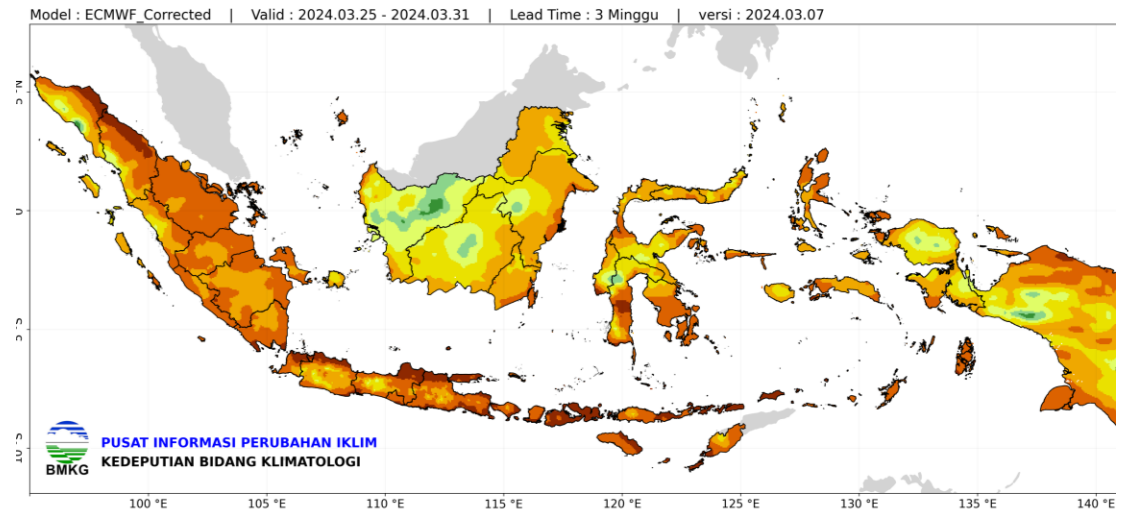 Model : ECMWF_Corrected | Valid : 2024.03.25 - 2024.03.31 | Lead Time : 3 Minggu | versi : 2024.03.07
0
PUSAT INFORMASI PERUBAHAN IKLIM
KEDEPUTIAN BIDANG KLIMATOLOGI
BMKG
100 °E 105 °E 110 °E 115 °E 120 °E 125 °E 130 °E 135 °E 140 °E